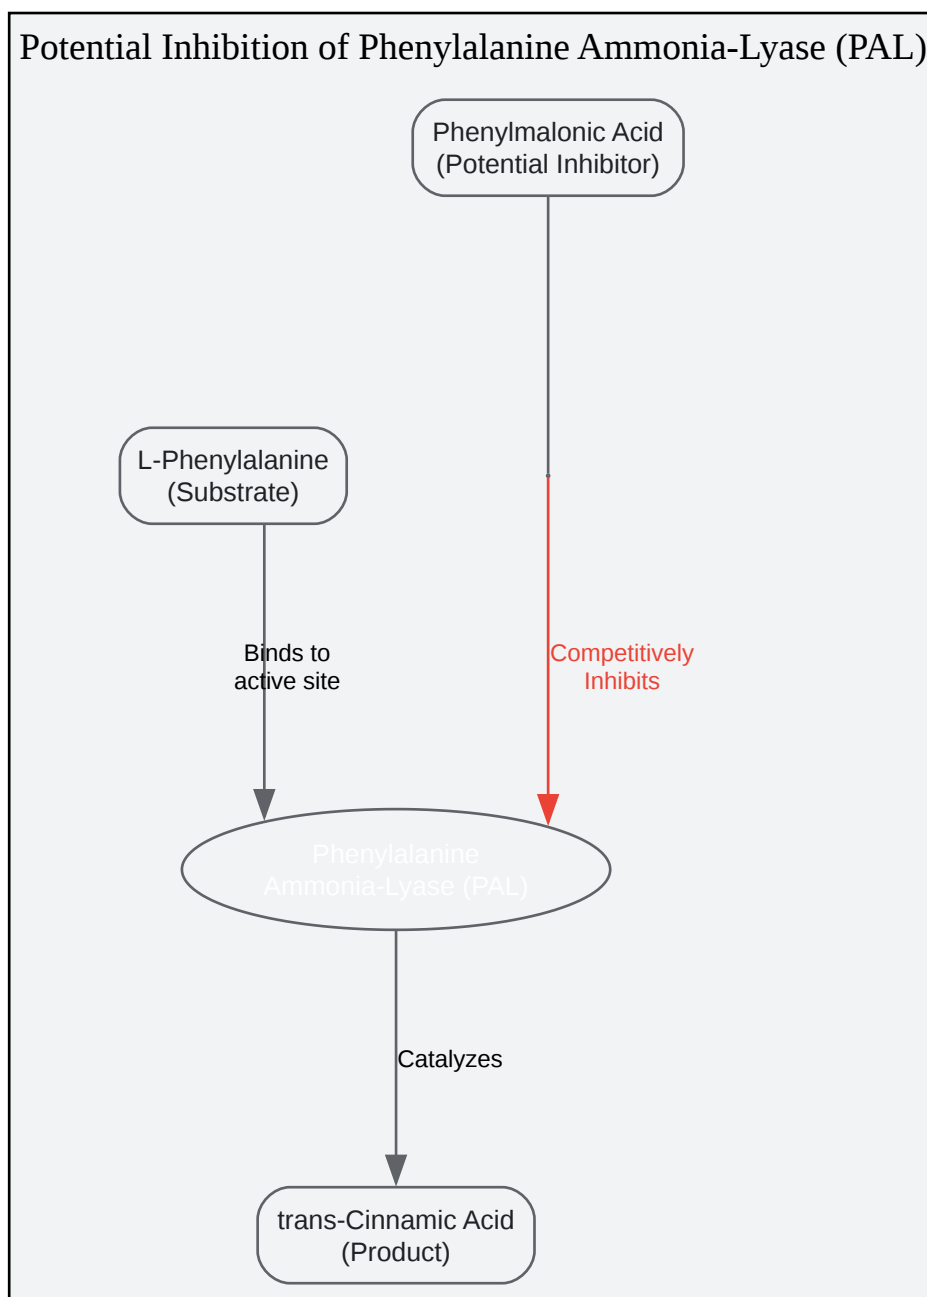 Potential Inhibition of Phenylalanine Ammonia-Lyase (PAL)
Phenylmalonic Acid
(Potential Inhibitor)
L-Phenylalanine
(Substrate)
Binds to
active site
Competitively
Inhibits
Phenylalanine
Ammonia-Lyase (PAL)
Catalyzes
trans-Cinnamic Acid
(Product)